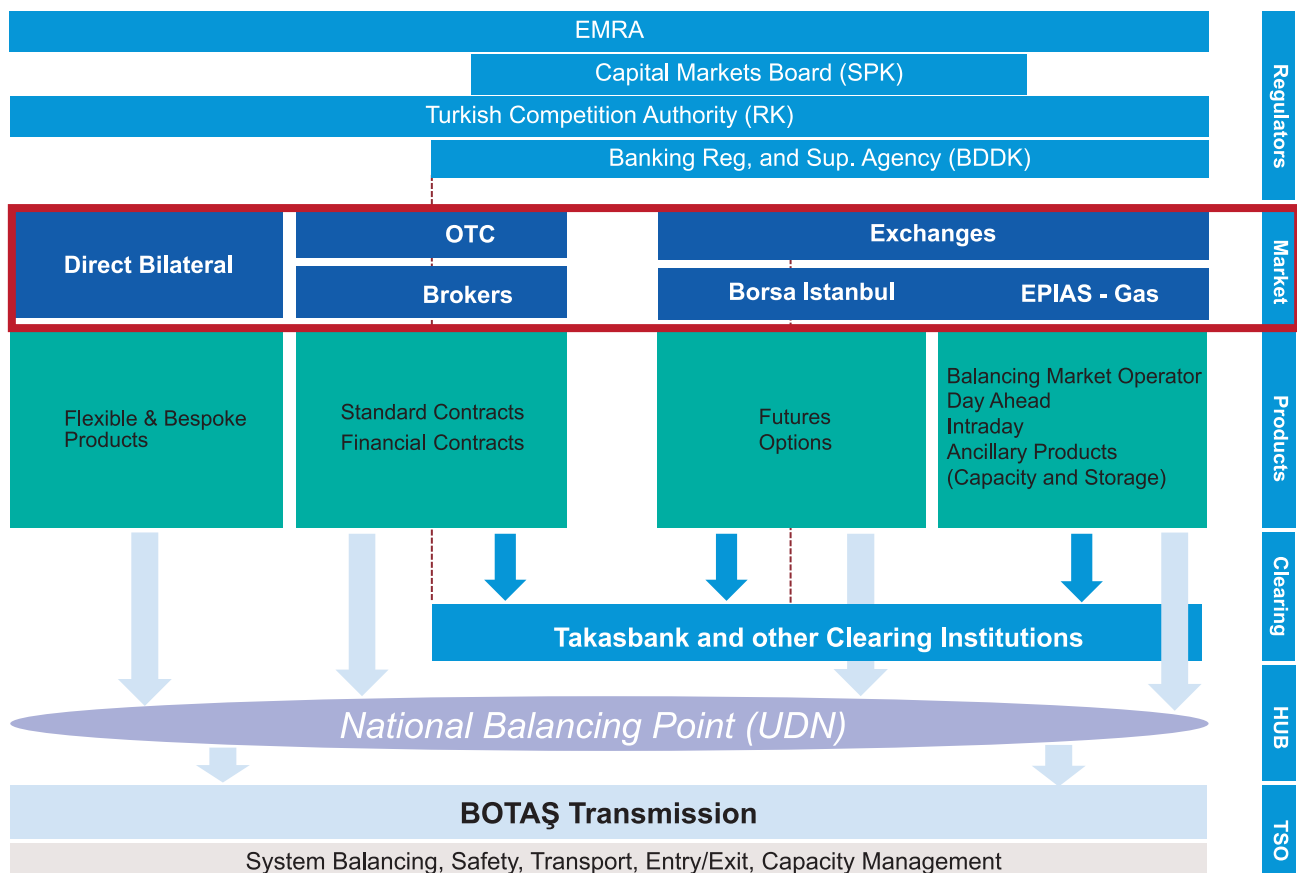 EMRA
Capital Markets Board (SPK)
Turkish Competition Authority (RK)
Banking Reg, and Sup. Agency (BDDK)
Regulators
Direct Bilateral
OTC
Brokers
Exchanges
Borsa Istanbul
EPIAS - Gas
Market
Flexible & Bespoke
Products
Standard Contracts
Financial Contracts
Futures
Options
Balancing Market Operator
Day Ahead
Intraday
Ancillary Products
(Capacity and Storage)
Products
Takasbank and other Clearing Institutions
Clearing
National Balancing Point (UDN)
HUB
BOTAŞ Transmission
System Balancing, Safety, Transport, Entry/Exit, Capacity Management
TSO